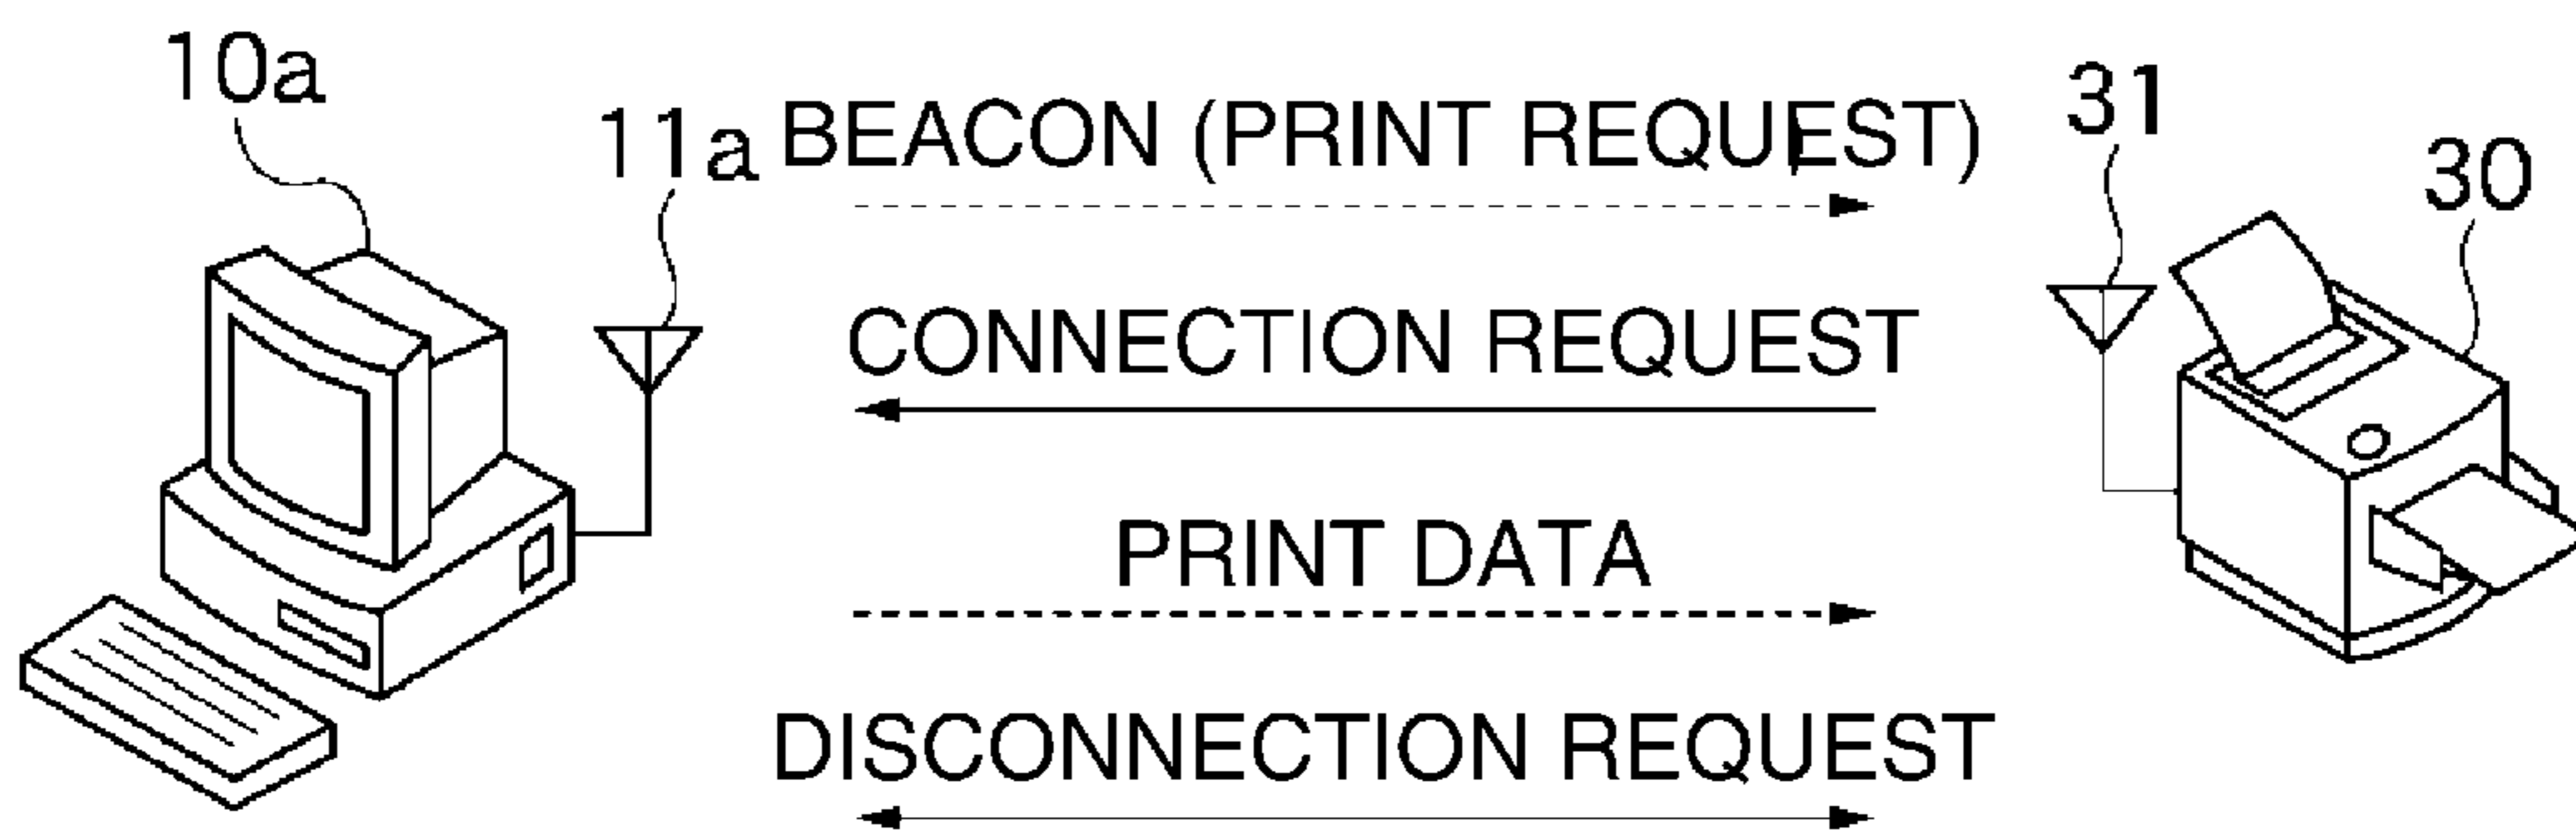 10a
11a
BEACON (PRINT REQUEST)
31
30
CONNECTION REQUEST
PRINT DATA
DISCONNECTION REQUEST